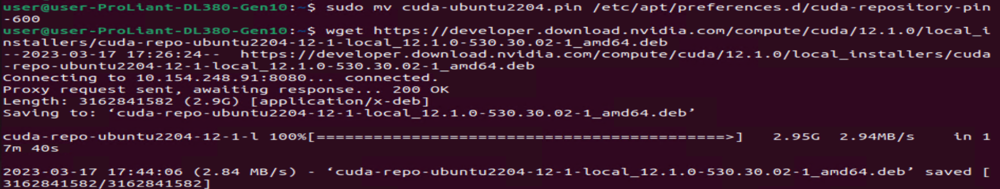 user@user-ProLiant-DL380-Gen10:~$ sudo mv cuda-ubuntu2204.pin /etc/apt/preferences.d/cuda-repository-pin
-600
user@user-ProLiant-DL380-Gen10:~$ wget https://developer.download.nvidia.com/compute/cuda/12.1.0/local_i
nstallers/cuda-repo-ubuntu2204-12-1-local_12.1.0-530.30.02-1_amd64.deb
--2023-03-17 17:26:24--  https://developer.download.nvidia.com/compute/cuda/12.1.0/local_installers/cuda
-repo-ubuntu2204-12-1-local_12.1.0-530.30.02-1_amd64.deb
Connecting to 10.154.248.91:8080... connected.
Proxy request sent, awaiting response... 200 OK
Length: 3162841582 (2.9G) [application/x-deb]
Saving to: ‘cuda-repo-ubuntu2204-12-1-local_12.1.0-530.30.02-1_amd64.deb’
cuda-repo-ubuntu2204-12-1-l 100%[===========================================>]   2.95G  2.94MB/s    in 1
7m 40s
2023-03-17 17:44:06 (2.84 MB/s) - ‘cuda-repo-ubuntu2204-12-1-local_12.1.0-530.30.02-1_amd64.deb’ saved [
3162841582/3162841582]